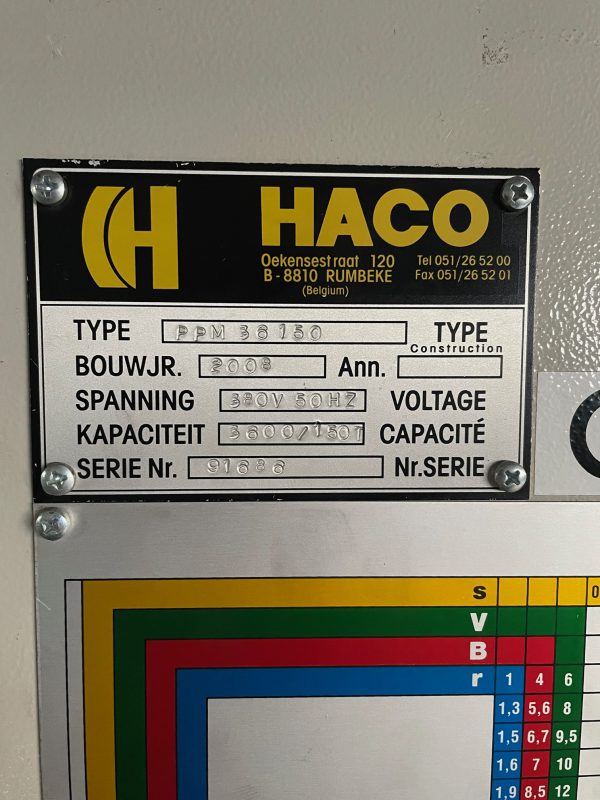 H HACO
Oekensestraat 120 Tel 051/26 52 00
B-8810 RUMBEKE Fax 051/26 52 01
(Belgium)
TYPE PPM 36150 TYPE
BOUWJR. 2008 Ann. Construction
SPANNING 380V 50HZ VOLTAGE
KAPACITEIT 3600/150T CAPACITÉ
SERIE Nr. 91686 Nr.SERIE
s 0
V
B
r 1 4 6
1,3 5,6 8
1,5 6,7 9,5
1,6 7 10
1,9 8,5 12